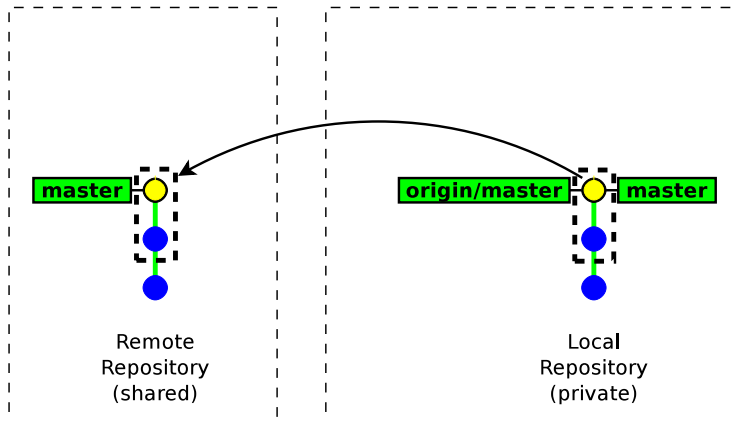 master
origin/master
master
Remote
Repository
(shared)
Local
Repository
(private)